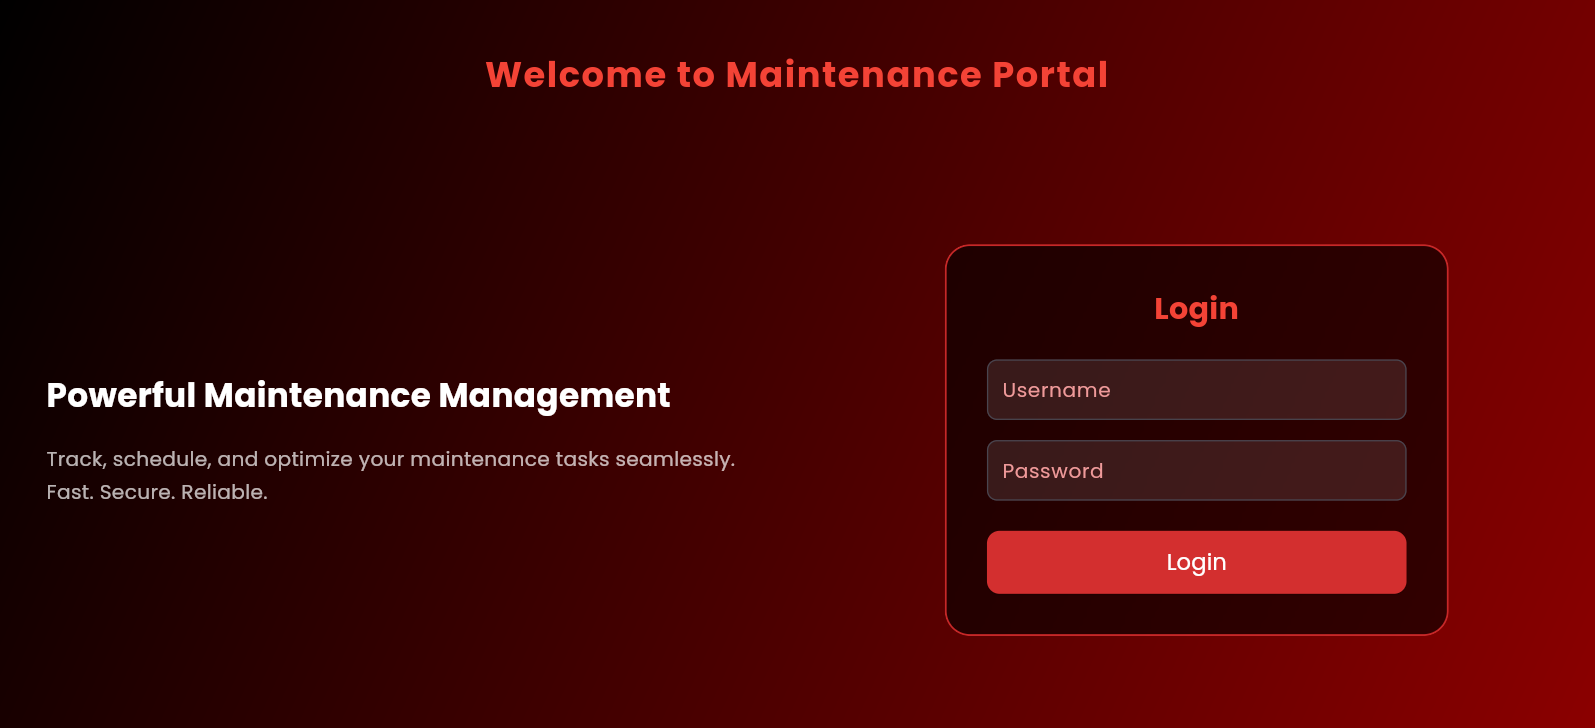 Welcome to Maintenance Portal
Powerful Maintenance Management
Track, schedule, and optimize your maintenance tasks seamlessly.
Fast. Secure. Reliable.
Login
Username
Password
Login